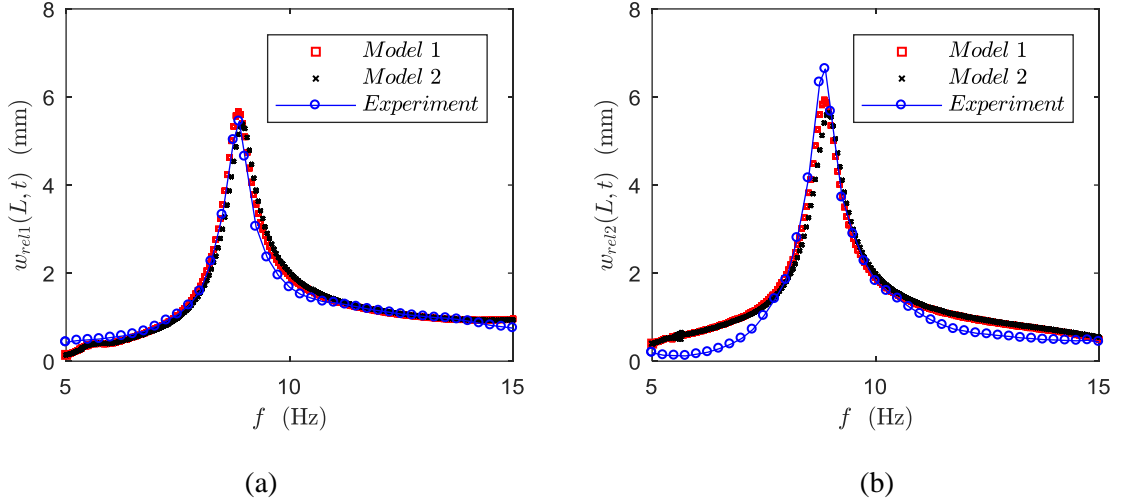 8
6
4
2
0
w_{rel1}(L, t) (mm)
Model 1
Model 2
Experiment
5
10
15
f (Hz)
(a)
8
6
4
2
0
w_{rel2}(L, t) (mm)
Model 1
Model 2
Experiment
5
10
15
f (Hz)
(b)